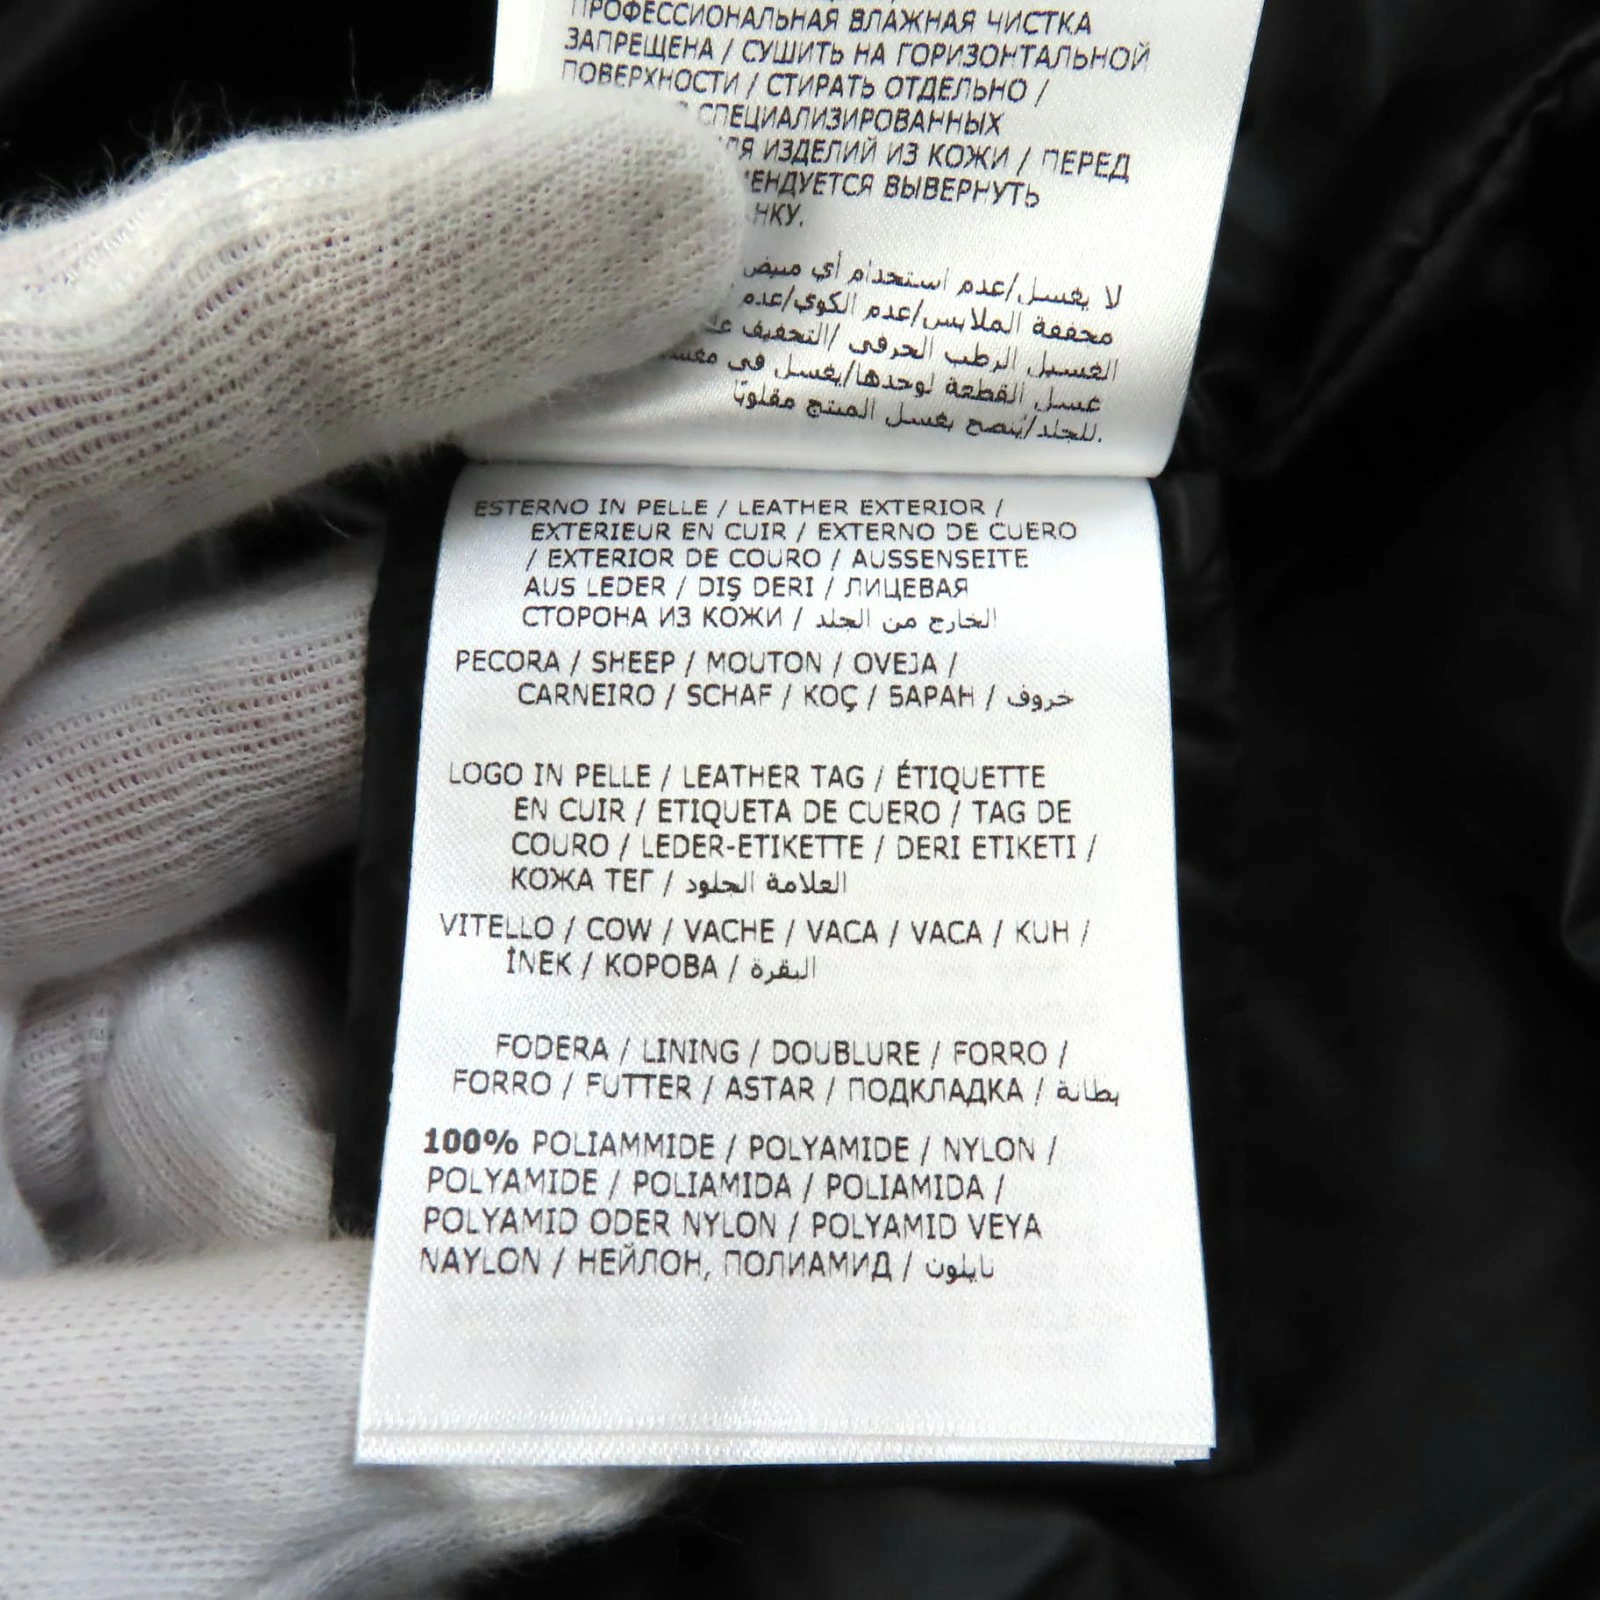 ПРОФЕССИОНАЛЬНАЯ ВЛАЖНАЯ ЧИСТКА
ЗАПРЕЩЕНА / СУШИТЬ НА ГОРИЗОНТАЛЬНОЙ
ПОВЕРХНОСТИ / СТИРАТЬ ОТДЕЛЬНО /
СПЕЦИАЛИЗИРОВАННЫХ
ИЗДЕЛИЙ ИЗ КОЖИ / ПЕРЕД
ВЫВЕРНУТЬ
لا يغسل/عدم استخدام أي مبيض
مجففة الملابس/عدم الكوي/عدم
الغسيل الرطب الحرفي /التجفيف
غسل القطعة لوحدها/يغسل في
للجلد/يُنصح بغسل المنتج مقلوبًا.
ESTERNO IN PELLE / LEATHER EXTERIOR /
EXTERIEUR EN CUIR / EXTERNO DE CUERO
/ EXTERIOR DE COURO / AUSSENSEITE
AUS LEDER / DIŞ DERI / ЛИЦЕВАЯ
СТОРОНА ИЗ КОЖИ / الخارج من الجلد
PECORA / SHEEP / MOUTON / OVEJA /
CARNEIRO / SCHAF / KOÇ / БАРАН / خروف
LOGO IN PELLE / LEATHER TAG / ÉTIQUETTE
EN CUIR / ETIQUETA DE CUERO / TAG DE
COURO / LEDER-ETIKETTE / DERI ETIKETI /
КОЖА ТЕГ / العلامة الجلود
VITELLO / COW / VACHE / VACA / VACA / KUH /
İNEK / КОРОВА / البقرة
FODERA / LINING / DOUBLURE / FORRO /
FORRO / FUTTER / ASTAR / ПОДКЛАДКА / بطانة
100% POLIAMMIDE / POLYAMIDE / NYLON /
POLYAMIDE / POLIAMIDA / POLIAMIDA /
POLYAMID ODER NYLON / POLYAMID VEYA
NAYLON / НЕЙЛОН, ПОЛИАМИД / نايلون